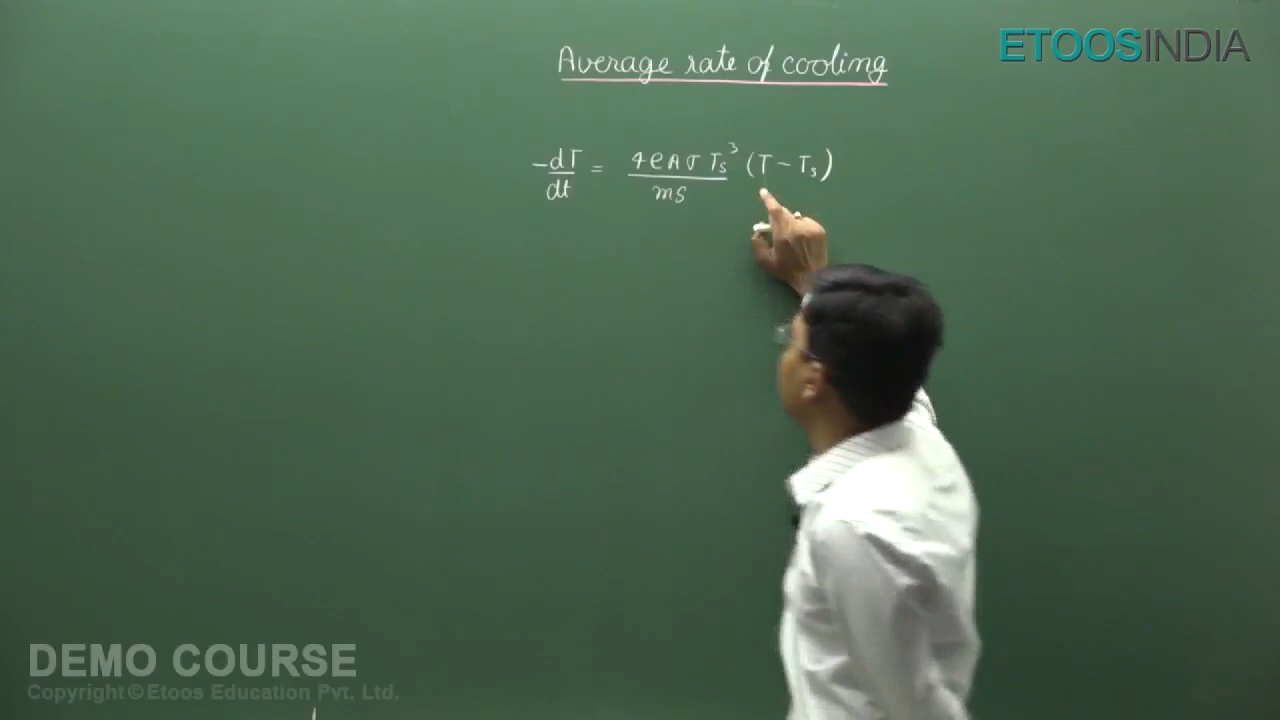 ETOOSINDIA
Average rate of cooling
-dT/dt = 4eAσTs³/ms (T - Ts)
DEMO COURSE
Copyright © Etoos Education Pvt. Ltd.